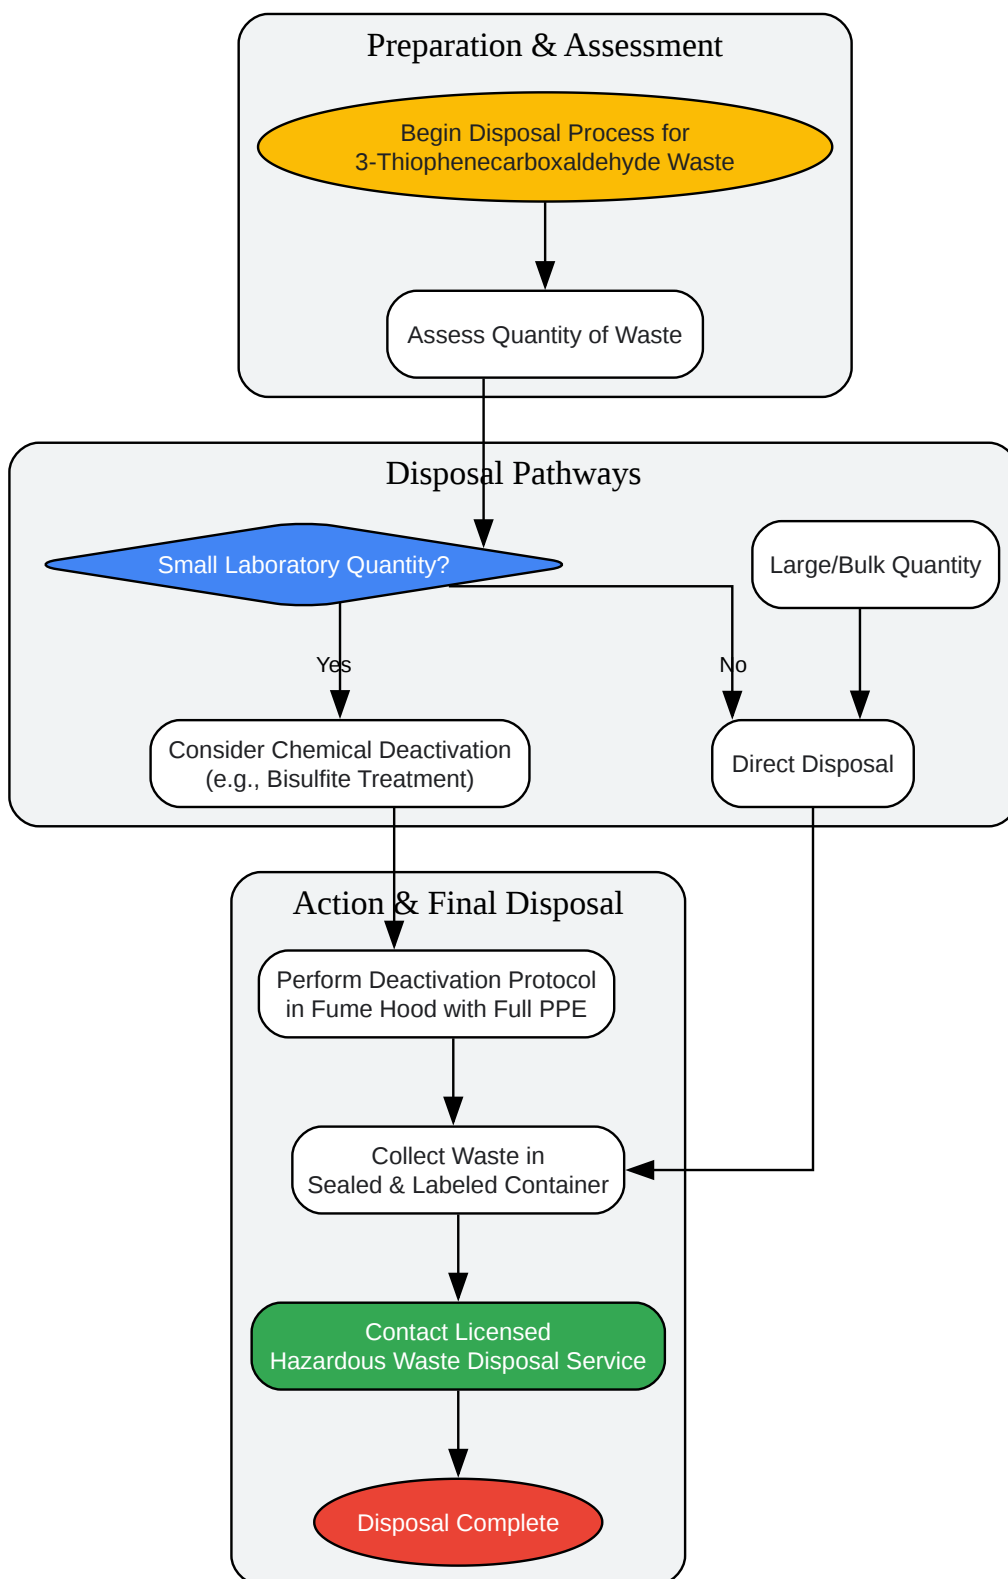 Preparation & Assessment
Begin Disposal Process for
3-Thiophenecarboxaldehyde Waste
Assess Quantity of Waste
Disposal Pathways
Small Laboratory Quantity?
Large/Bulk Quantity
Yes
No
Consider Chemical Deactivation
(e.g., Bisulfite Treatment)
Direct Disposal
Action & Final Disposal
Perform Deactivation Protocol
in Fume Hood with Full PPE
Collect Waste in
Sealed & Labeled Container
Contact Licensed
Hazardous Waste Disposal Service
Disposal Complete